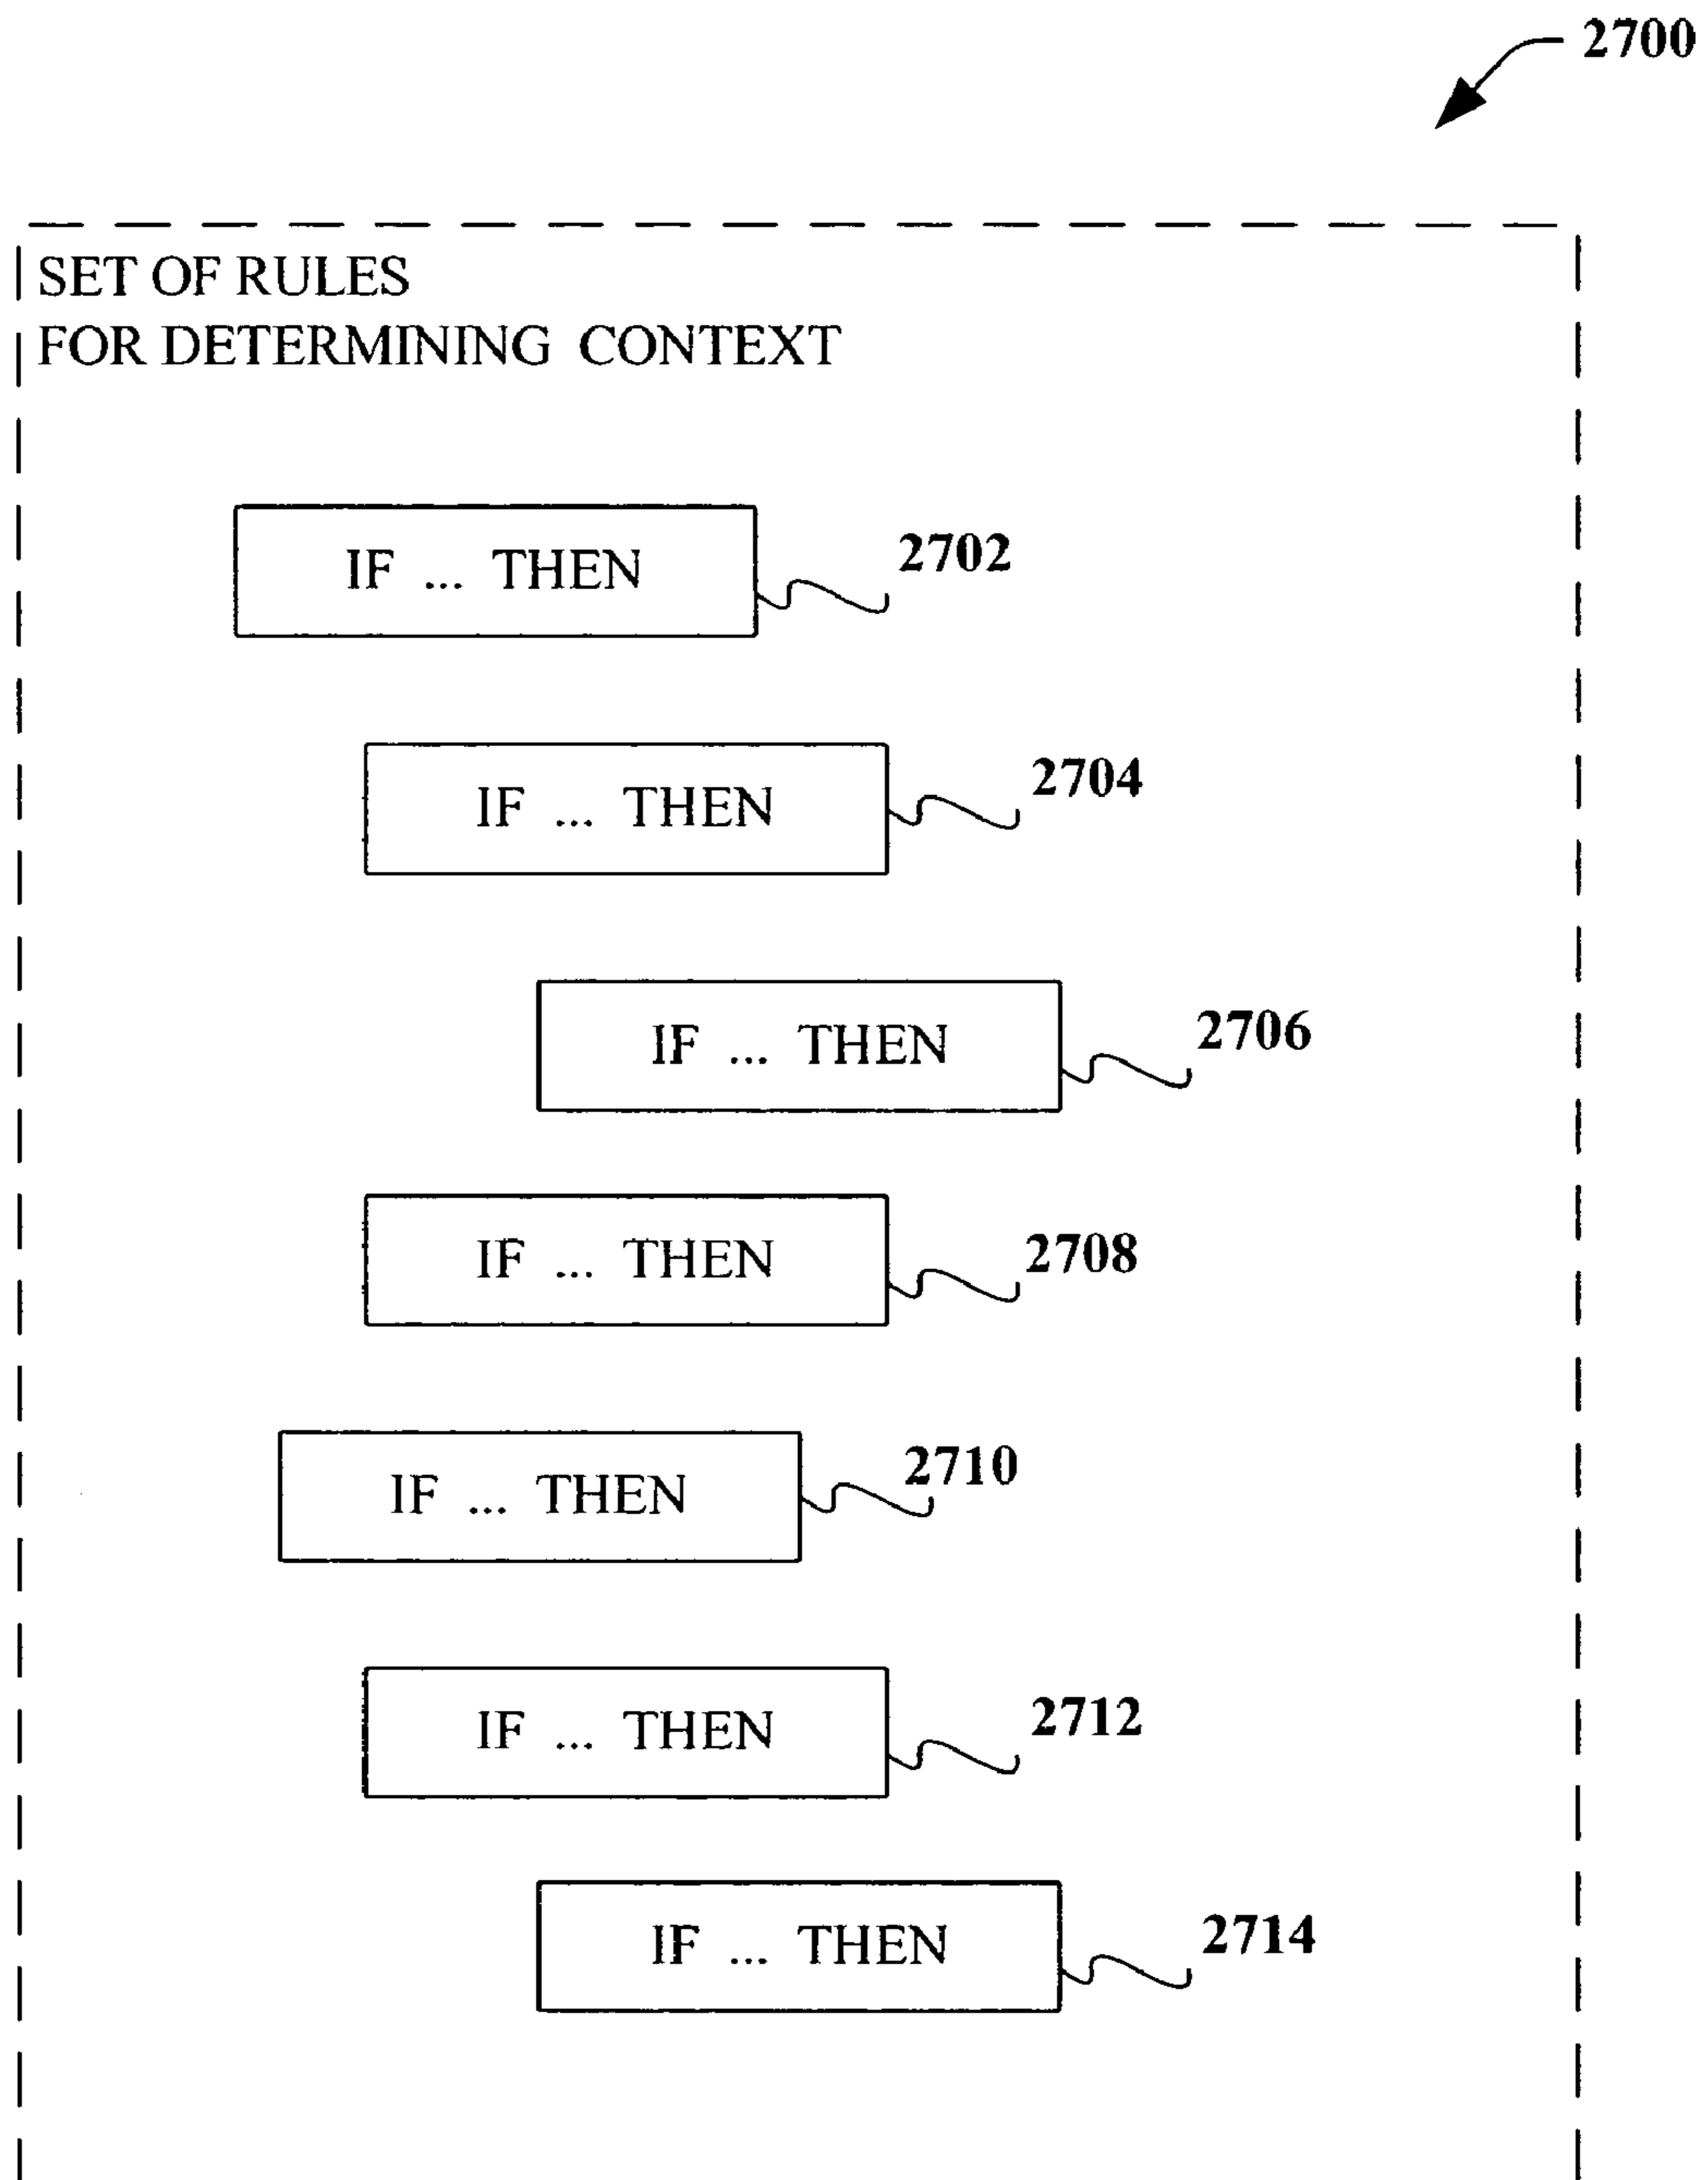 2700
SET OF RULES
FOR DETERMINING CONTEXT
IF ... THEN
2702
IF ... THEN
2704
IF ... THEN
2706
IF ... THEN
2708
IF ... THEN
2710
IF ... THEN
2712
IF ... THEN
2714